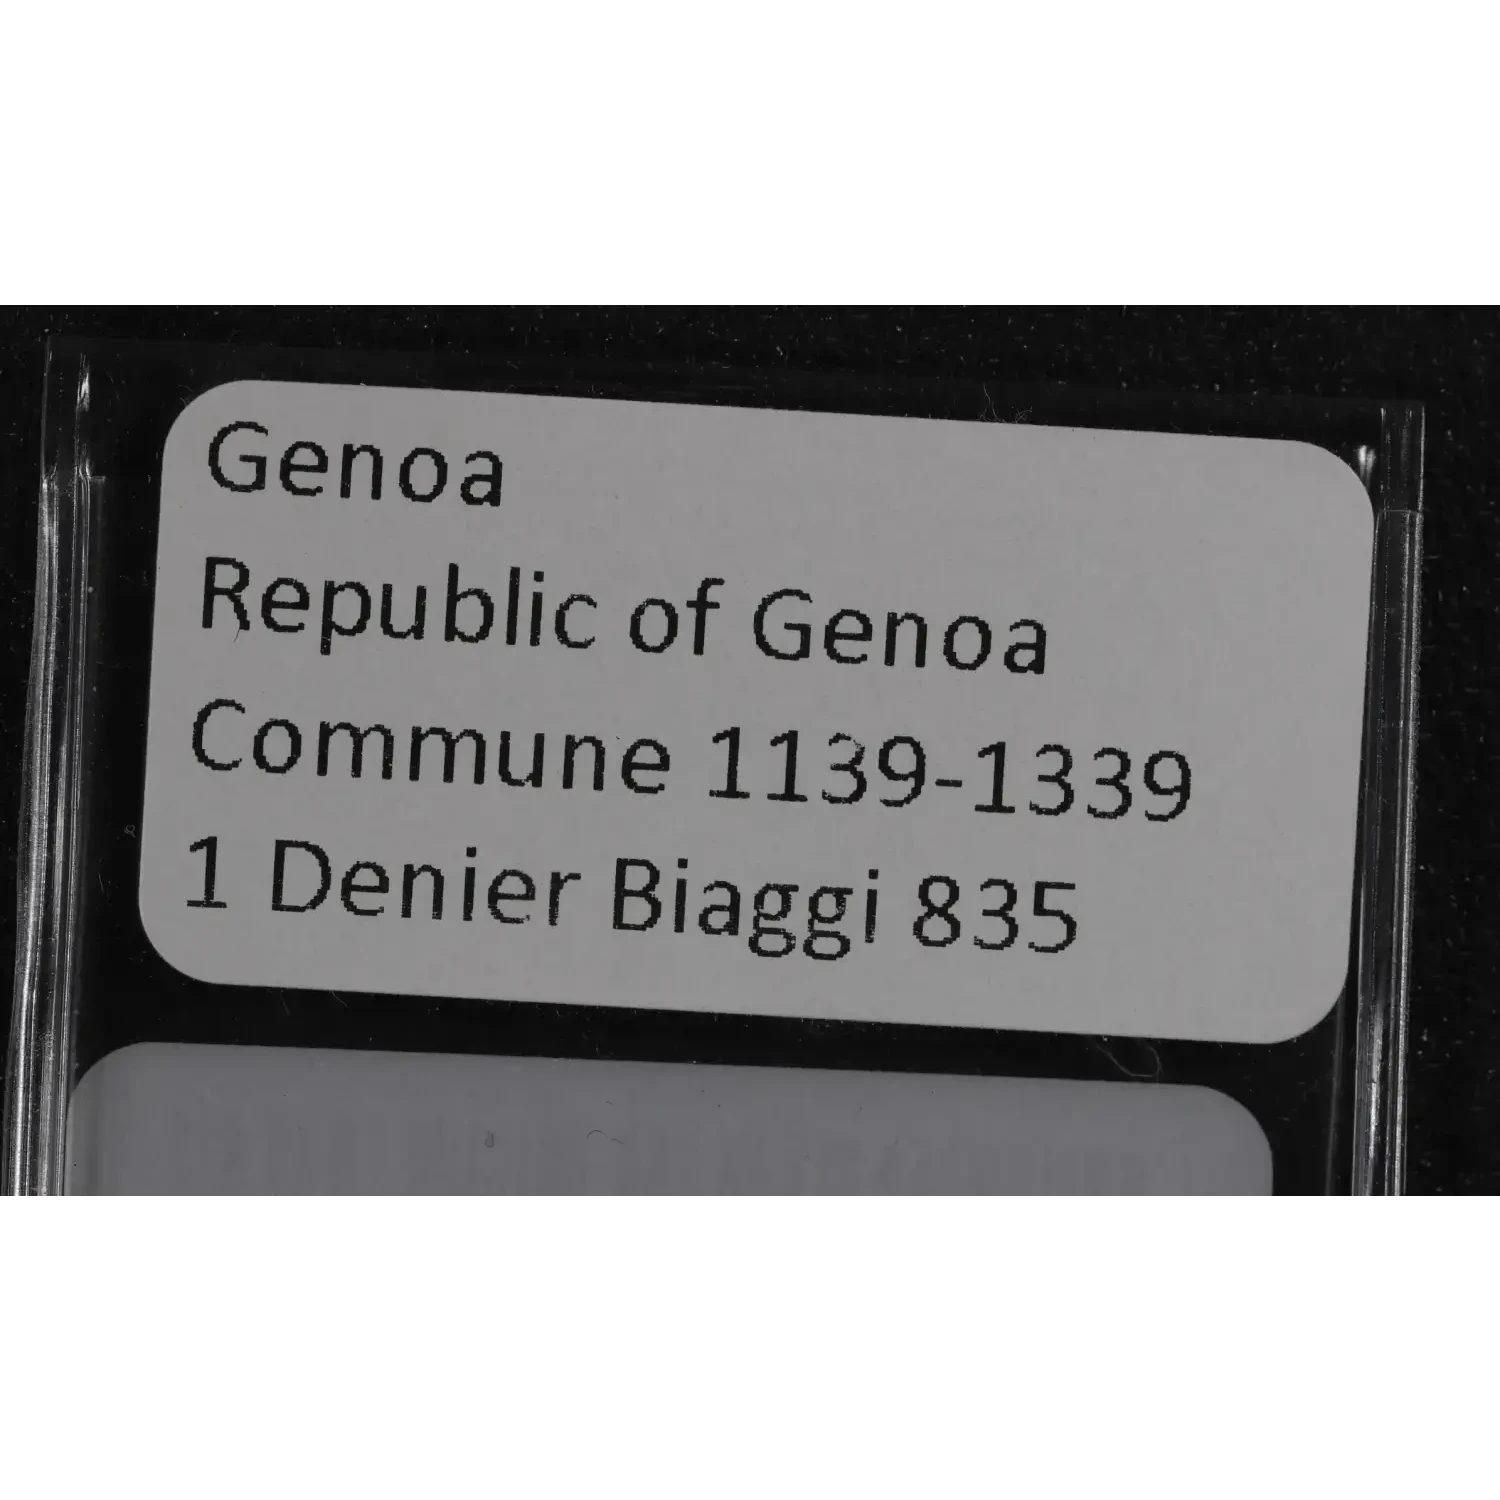 Genoa
Republic of Genoa
Commune 1139-1339
1 Denier Biaggi 835